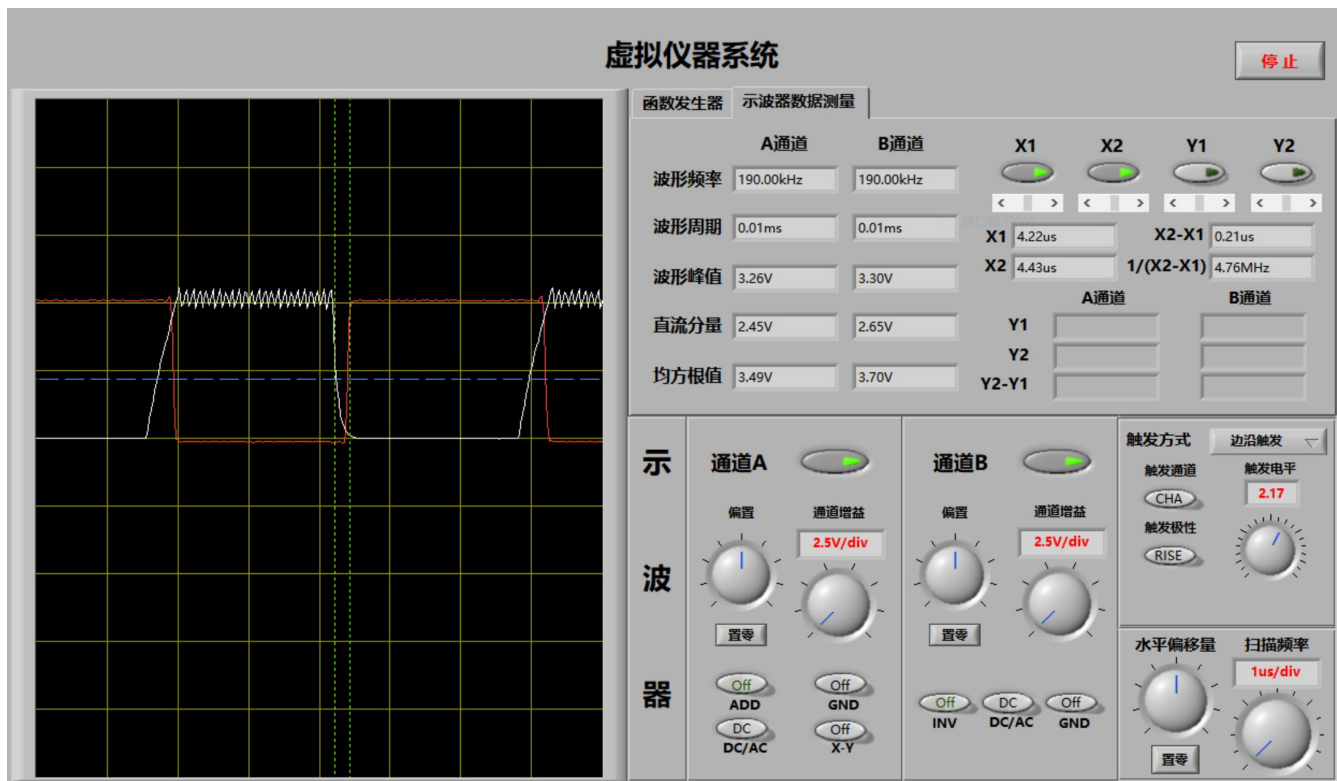 虚拟仪器系统
停止
函数发生器 示波器数据测量
A通道 B通道 X1 X2 Y1 Y2
波形频率 190.00kHz 190.00kHz
波形周期 0.01ms 0.01ms X1 4.22us X2-X1 0.21us
波形峰值 3.26V 3.30V X2 4.43us 1/(X2-X1) 4.76MHz
A通道 B通道
直流分量 2.45V 2.65V Y1
Y2
均方根值 3.49V 3.70V Y2-Y1
示波器
通道A
偏置 通道增益
2.5V/div
置零
Off Off
ADD GND
DC Off
DC/AC X-Y
通道B
偏置 通道增益
2.5V/div
置零
Off DC Off
INV DC/AC GND
触发方式 边沿触发
触发通道 触发电平
CHA 2.17
触发极性
RISE
水平偏移量 扫描频率
1us/div
置零